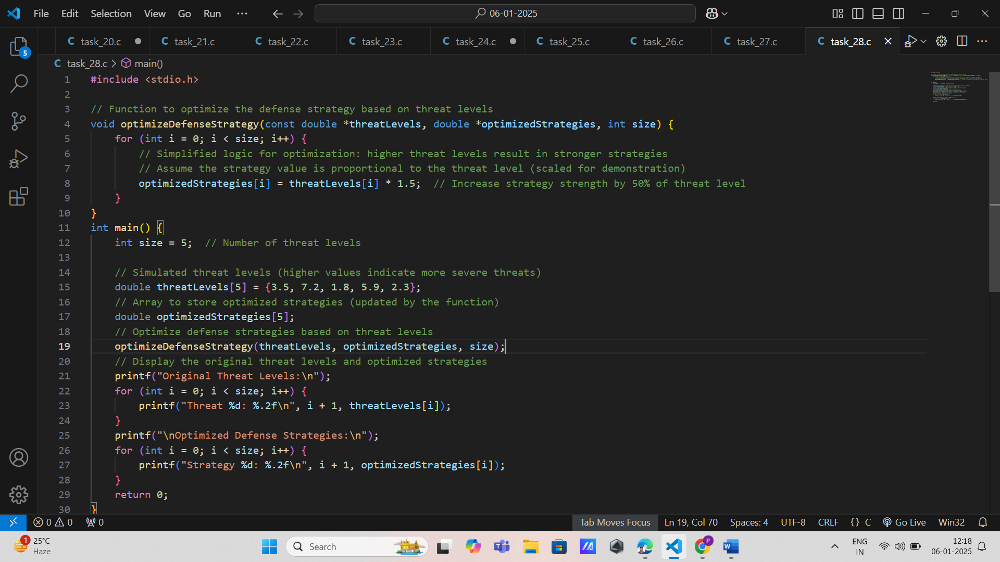 File Edit Selection View Go Run ··· 06-01-2025
task_20.c task_21.c task_22.c task_23.c task_24.c task_25.c task_26.c task_27.c task_28.c
5
task_28.c > main()
1 #include <stdio.h>
2
3 // Function to optimize the defense strategy based on threat levels
4 void optimizeDefenseStrategy(const double *threatLevels, double *optimizedStrategies, int size) {
5 for (int i = 0; i < size; i++) {
6 // Simplified logic for optimization: higher threat levels result in stronger strategies
7 // Assume the strategy value is proportional to the threat level (scaled for demonstration)
8 optimizedStrategies[i] = threatLevels[i] * 1.5;  // Increase strategy strength by 50% of threat level
9 }
10 }
11 int main() {
12 int size = 5;  // Number of threat levels
13
14 // Simulated threat levels (higher values indicate more severe threats)
15 double threatLevels[5] = {3.5, 7.2, 1.8, 5.9, 2.3};
16 // Array to store optimized strategies (updated by the function)
17 double optimizedStrategies[5];
18 // Optimize defense strategies based on threat levels
19 optimizeDefenseStrategy(threatLevels, optimizedStrategies, size);
20 // Display the original threat levels and optimized strategies
21 printf("Original Threat Levels:\n");
22 for (int i = 0; i < size; i++) {
23 printf("Threat %d: %.2f\n", i + 1, threatLevels[i]);
24 }
25 printf("\nOptimized Defense Strategies:\n");
26 for (int i = 0; i < size; i++) {
27 printf("Strategy %d: %.2f\n", i + 1, optimizedStrategies[i]);
28 }
29 return 0;
30 }
0 0 0 Tab Moves Focus Ln 19, Col 70 Spaces: 4 UTF-8 CRLF {} C Go Live Win32
1 25°C
Haze
Search
ENG
IN
12:18
06-01-2025